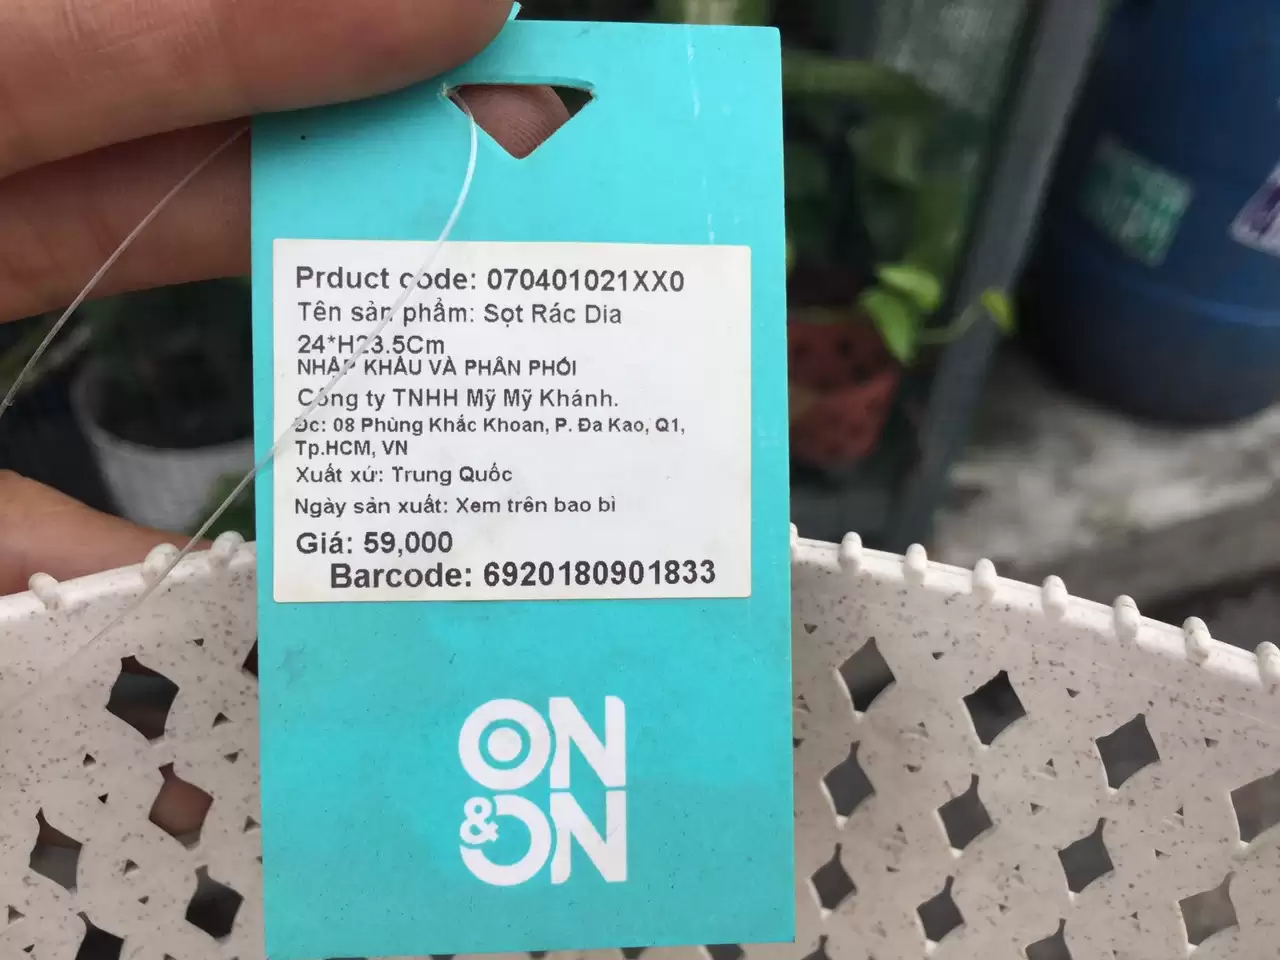 Prduct code: 070401021XX0
Tên sản phẩm: Sọt Rác Dia
24*H23.5Cm
NHẬP KHẨU VÀ PHÂN PHỐI
Công ty TNHH Mỹ Mỹ Khánh.
Đc: 08 Phùng Khắc Khoan, P. Đa Kao, Q1,
Tp.HCM, VN
Xuất xứ: Trung Quốc
Ngày sản xuất: Xem trên bao bì
Giá: 59,000
Barcode: 6920180901833
ON
&ON